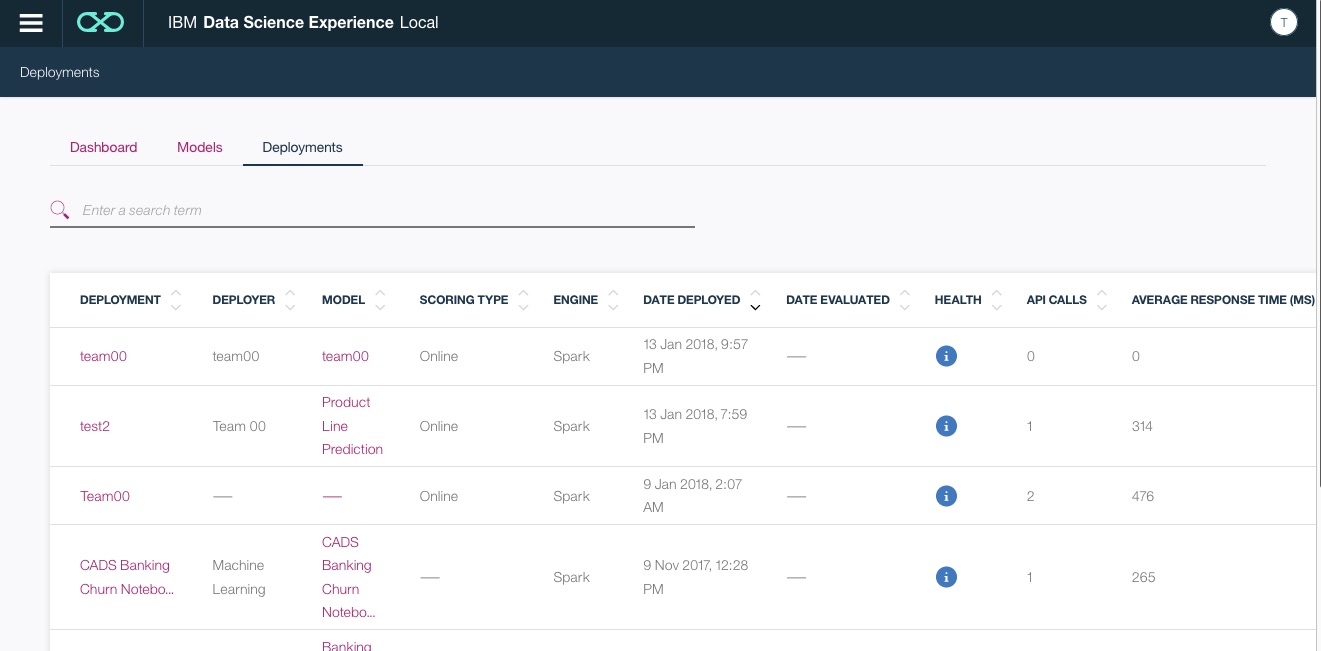 IBM Data Science Experience Local
T
Deployments
Dashboard Models Deployments
Enter a search term
DEPLOYMENT DEPLOYER MODEL SCORING TYPE ENGINE DATE DEPLOYED DATE EVALUATED HEALTH API CALLS AVERAGE RESPONSE TIME (MS)
team00 team00 team00 Online Spark 13 Jan 2018, 9:57 PM — i 0 0
test2 Team 00 Product Line Prediction Online Spark 13 Jan 2018, 7:59 PM — i 1 314
Team00 — — Online Spark 9 Jan 2018, 2:07 AM — i 2 476
CADS Banking Churn Notebo... Machine Learning CADS Banking Churn Notebo... — Spark 9 Nov 2017, 12:28 PM — i 1 265
Banking